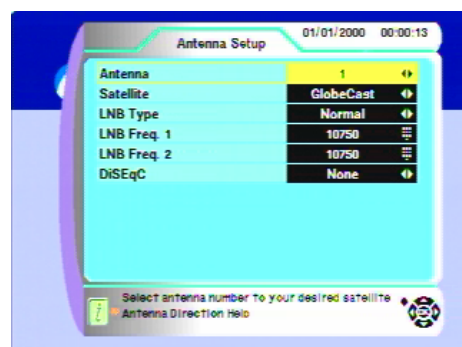 Antenna Setup 01/01/2000 00:00:13
Antenna 1
Satellite GlobeCast
LNB Type Normal
LNB Freq. 1 10750
LNB Freq. 2 10750
DiSEqC None
Select antenna number to your desired satellite
i Antenna Direction Help